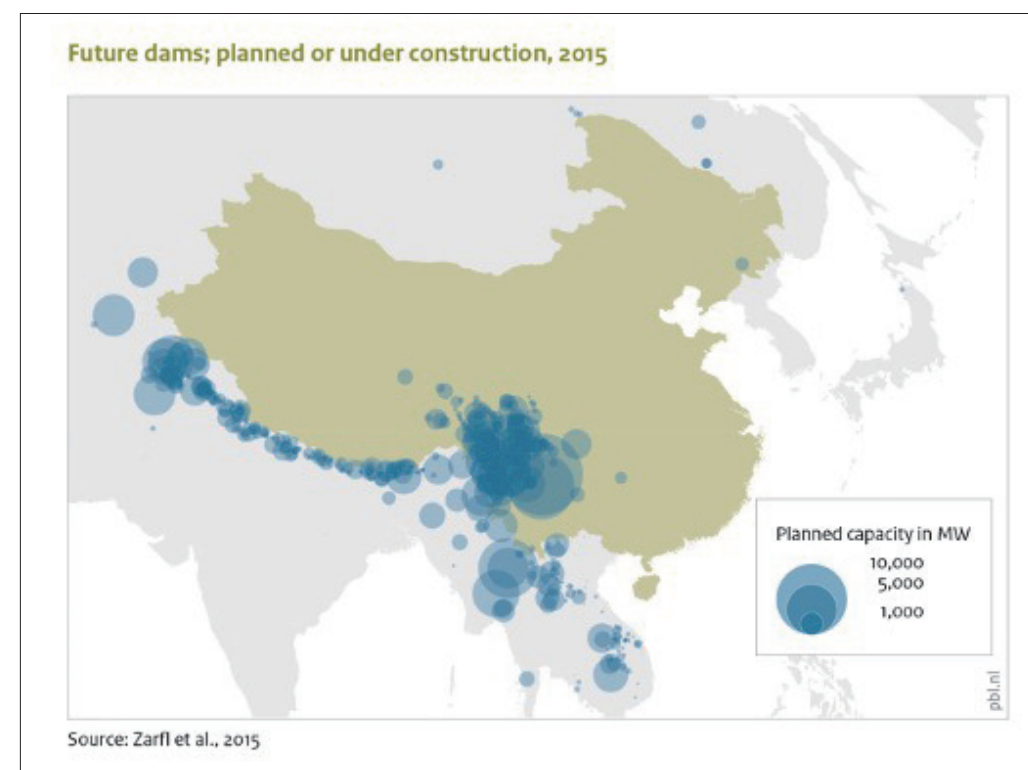 Future dams; planned or under construction, 2015
Planned capacity in MW
10,000
5,000
1,000
pbl.nl
Source: Zarfl et al., 2015